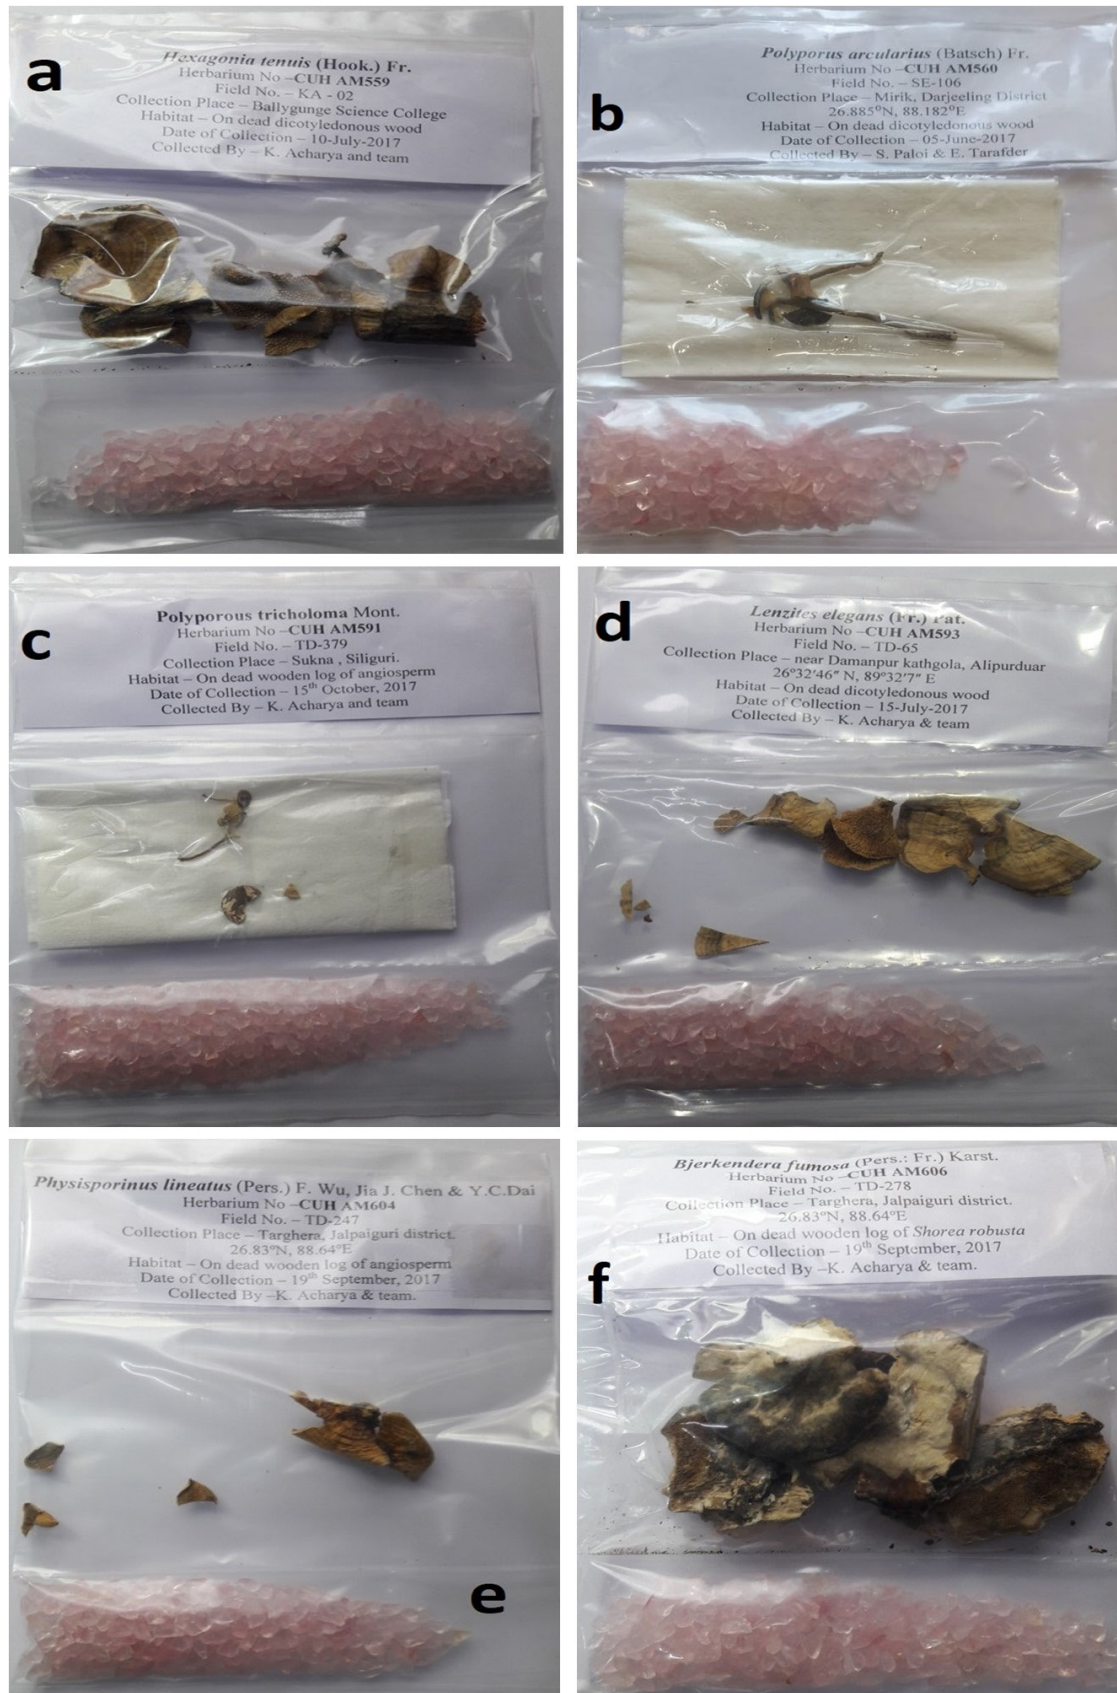 a
Hexagonia tenuis (Hook.) Fr.
Herbarium No –CUH AM559
Field No. – KA - 02
Collection Place – Ballygunge Science College
Habitat – On dead dicotyledonous wood
Date of Collection – 10-July-2017
Collected By – K. Acharya and team
b
Polyporus arcularius (Batsch) Fr.
Herbarium No –CUH AM560
Field No. – SE-106
Collection Place – Mirik, Darjeeling District
26.885°N, 88.182°E
Habitat – On dead dicotyledonous wood
Date of Collection – 05-June-2017
Collected By – S. Paloi & E. Tarafder
c
Polyporous tricholoma Mont.
Herbarium No –CUH AM591
Field No. – TD-379
Collection Place – Sukna , Siliguri.
Habitat – On dead wooden log of angiosperm
Date of Collection – 15th October, 2017
Collected By – K. Acharya and team
d
Lenzites elegans (Fr.) Pat.
Herbarium No –CUH AM593
Field No. – TD-65
Collection Place – near Damanpur kathgola, Alipurduar
26°32'46" N, 89°32'7" E
Habitat – On dead dicotyledonous wood
Date of Collection – 15-July-2017
Collected By – K. Acharya & team
Physisporinus lineatus (Pers.) F. Wu, Jia J. Chen & Y.C.Dai
Herbarium No –CUH AM604
Field No. – TD-247
Collection Place – Targhera, Jalpaiguri district.
26.83°N, 88.64°E
Habitat – On dead wooden log of angiosperm
Date of Collection – 19th September, 2017
Collected By –K. Acharya & team.
e
Bjerkendera fumosa (Pers.: Fr.) Karst.
Herbarium No –CUH AM606
Field No. – TD-278
Collection Place – Targhera, Jalpaiguri district.
26.83°N, 88.64°E
Habitat – On dead wooden log of Shorea robusta
Date of Collection – 19th September, 2017
Collected By –K. Acharya & team.
f